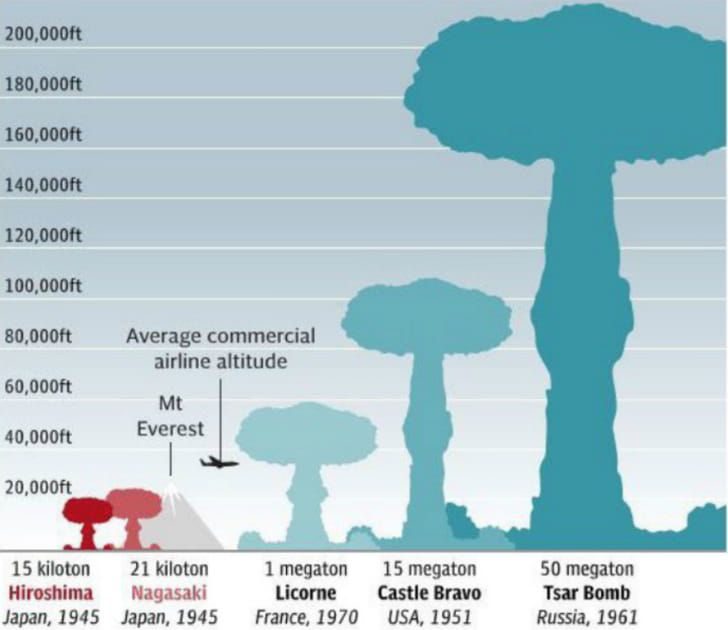 200,000ft
180,000ft
160,000ft
140,000ft
120,000ft
100,000ft
80,000ft
60,000ft
40,000ft
20,000ft
Average commercial
airline altitude
Mt
Everest
15 kiloton
Hiroshima
Japan, 1945
21 kiloton
Nagasaki
Japan, 1945
1 megaton
Licorne
France, 1970
15 megaton
Castle Bravo
USA, 1951
50 megaton
Tsar Bomb
Russia, 1961